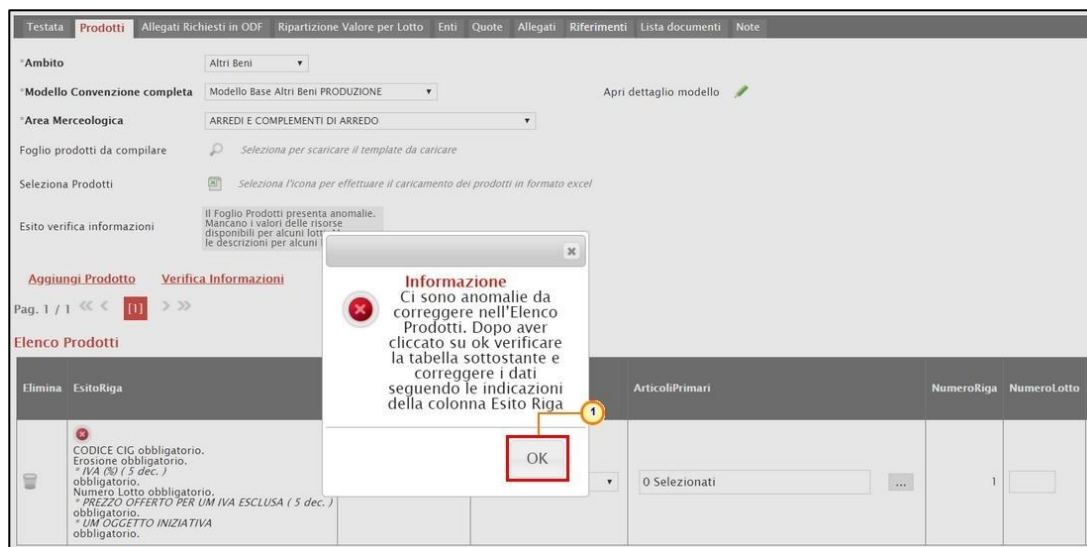 Testata Prodotti Allegati Richiesti in ODF Ripartizione Valore per Lotto Enti Quote Allegati Riferimenti Lista documenti Note
*Ambito Altri Beni
*Modello Convenzione completa Modello Base Altri Beni PRODUZIONE Apri dettaglio modello
*Area Merceologica ARREDI E COMPLEMENTI DI ARREDO
Foglio prodotti da compilare Seleziona per scaricare il template da caricare
Seleziona Prodotti Seleziona l'icona per effettuare il caricamento dei prodotti in formato excel
Esito verifica informazioni
Il Foglio Prodotti presenta anomalie.
Mancano i valori delle risorse
disponibili per alcuni
le descrizioni per alcuni
Aggiungi Prodotto Verifica Informazioni
Pag. 1 / 1 << < [1] > >>
Elenco Prodotti
Informazione
Ci sono anomalie da
correggere nell'Elenco
Prodotti. Dopo aver
cliccato su ok verificare
la tabella sottostante e
correggere i dati
seguendo le indicazioni
della colonna Esito Riga
1
OK
Elimina EsitoRiga ArticoliPrimari NumeroRiga NumeroLotto
CODICE CIG obbligatorio.
Erosione obbligatorio.
* IVA (%) ( 5 dec. )
obbligatorio.
Numero Lotto obbligatorio.
* PREZZO OFFERTO PER UM IVA ESCLUSA ( 5 dec. )
obbligatorio.
* UM OGGETTO INIZIATIVA
obbligatorio.
0 Selezionati ... 1